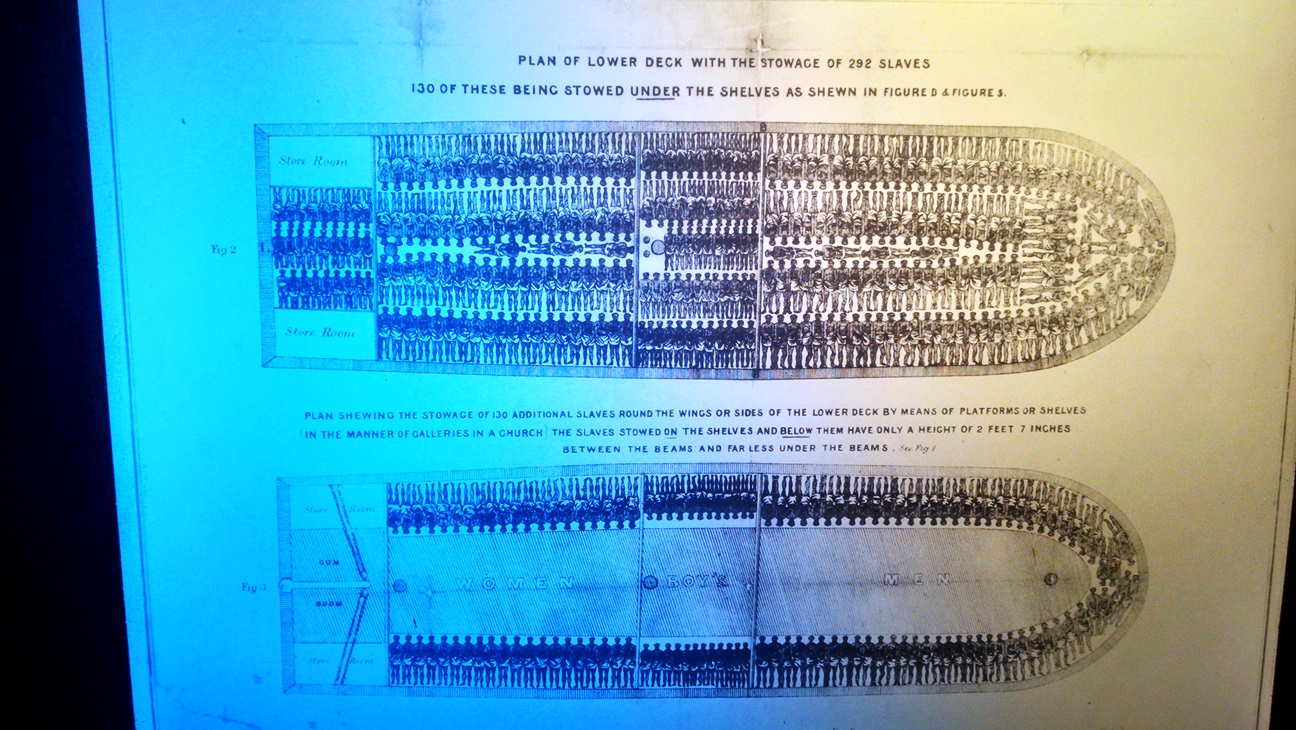 PLAN OF LOWER DECK WITH THE STOWAGE OF 292 SLAVES
130 OF THESE BEING STOWED UNDER THE SHELVES AS SHEWN IN FIGURE D & FIGURE 5.
B
Store Room
Fig 2
Store Room
PLAN SHEWING THE STOWAGE OF 130 ADDITIONAL SLAVES ROUND THE WINGS OR SIDES OF THE LOWER DECK BY MEANS OF PLATFORMS OR SHELVES
(IN THE MANNER OF GALLERIES IN A CHURCH) THE SLAVES STOWED ON THE SHELVES AND BELOW THEM HAVE ONLY A HEIGHT OF 2 FEET 7 INCHES
BETWEEN THE BEAMS: AND FAR LESS UNDER THE BEAMS. See Fig 1
Store Room
GUN
Fig 3
WOMEN BOY'S MEN
ROOM
Store Room